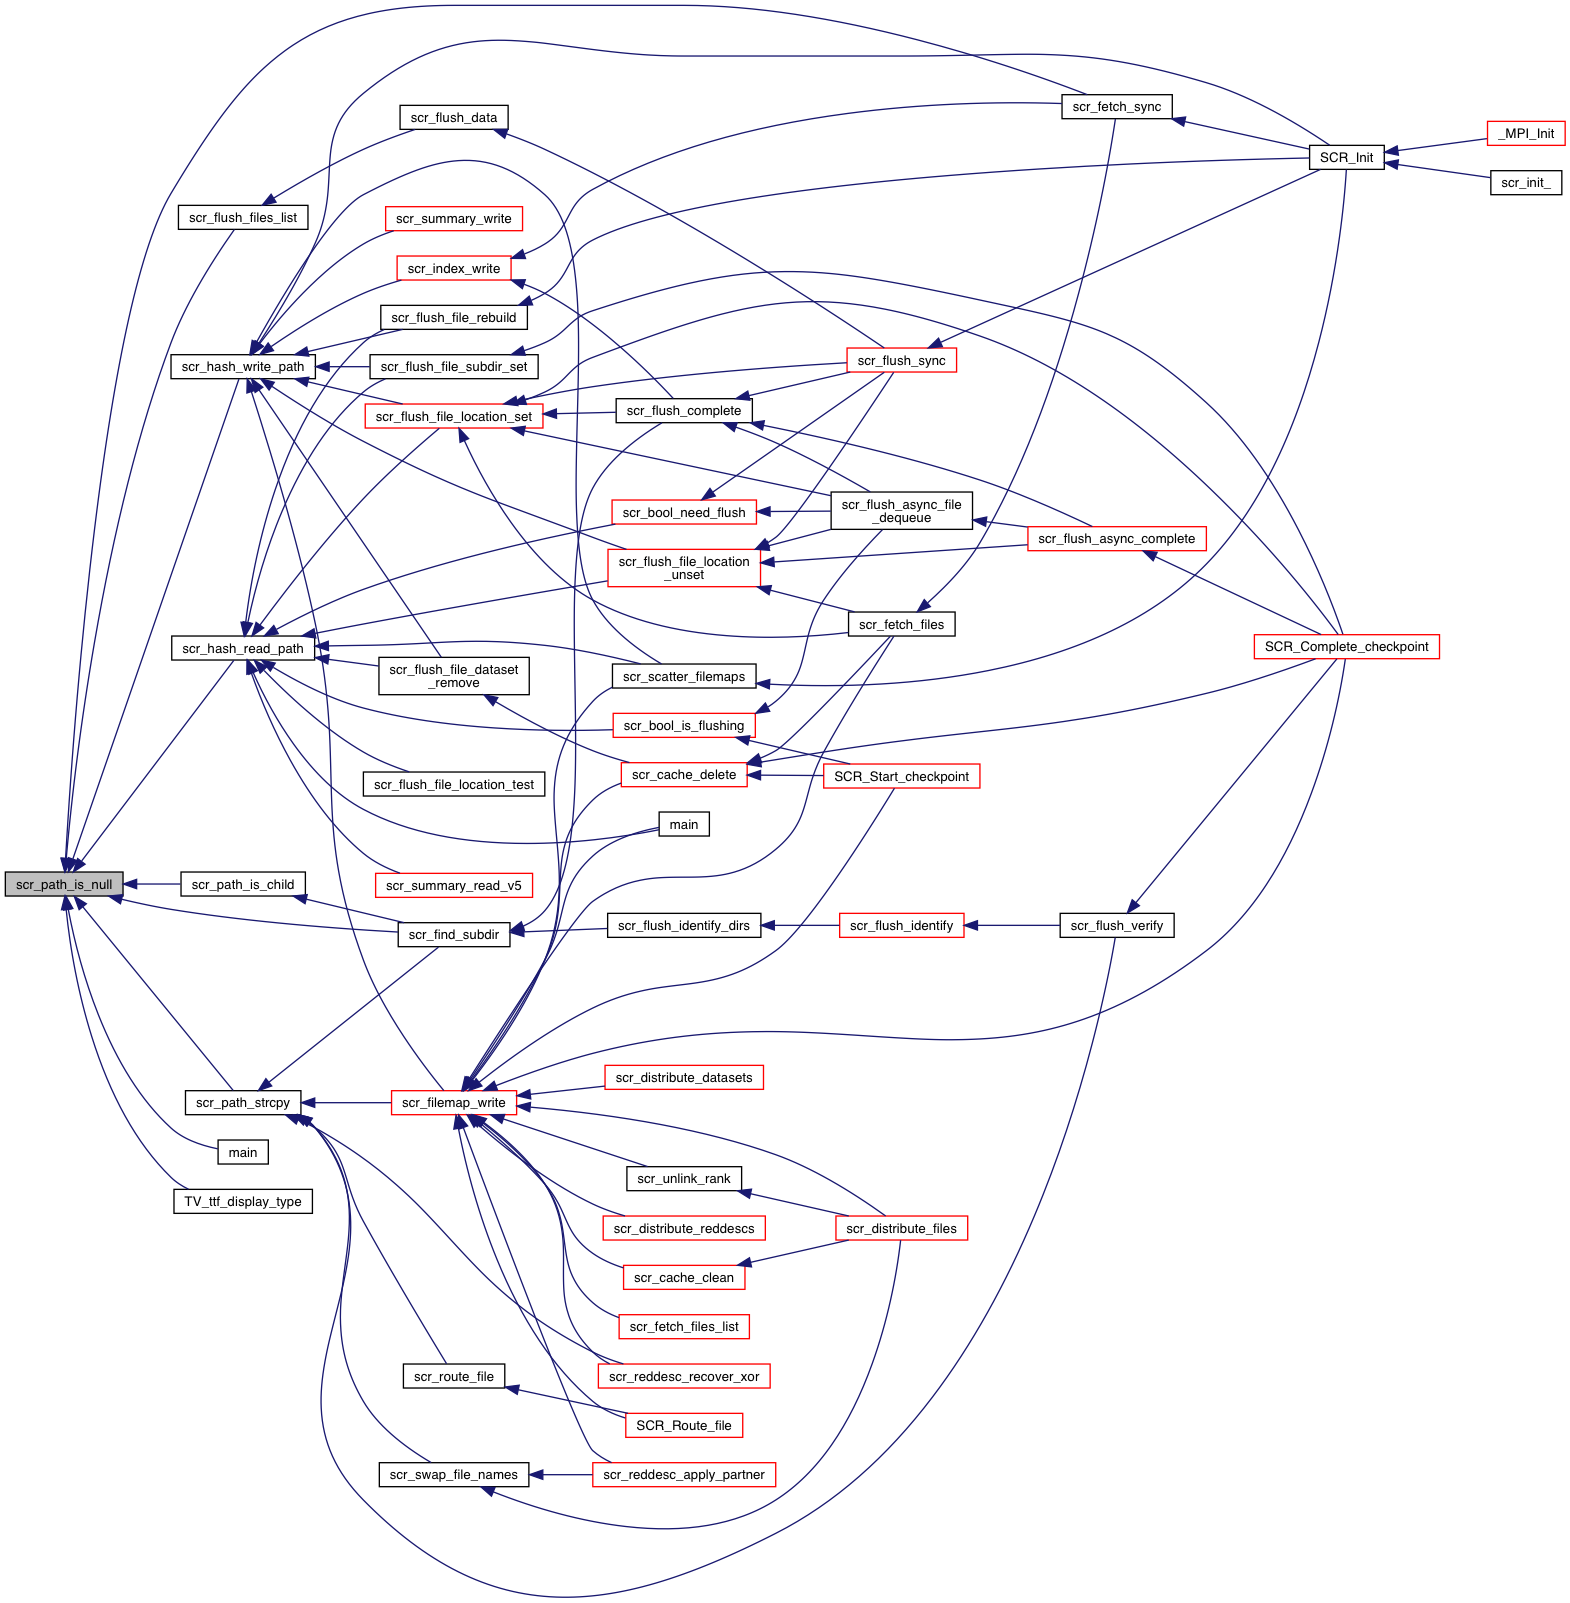 scr_fetch_sync
scr_flush_data
_MPI_Init
SCR_Init
scr_init_
scr_flush_files_list
scr_summary_write
scr_index_write
scr_flush_file_rebuild
scr_hash_write_path
scr_flush_file_subdir_set
scr_flush_sync
scr_flush_file_location_set
scr_flush_complete
scr_bool_need_flush
scr_flush_async_file
_dequeue
scr_flush_async_complete
scr_flush_file_location
_unset
scr_fetch_files
scr_hash_read_path
SCR_Complete_checkpoint
scr_flush_file_dataset
_remove
scr_scatter_filemaps
scr_bool_is_flushing
scr_cache_delete
SCR_Start_checkpoint
scr_flush_file_location_test
main
scr_path_is_null
scr_path_is_child
scr_summary_read_v5
scr_find_subdir
scr_flush_identify_dirs
scr_flush_identify
scr_flush_verify
scr_distribute_datasets
scr_path_strcpy
scr_filemap_write
main
scr_unlink_rank
TV_ttf_display_type
scr_distribute_reddescs
scr_distribute_files
scr_cache_clean
scr_fetch_files_list
scr_route_file
scr_reddesc_recover_xor
SCR_Route_file
scr_swap_file_names
scr_reddesc_apply_partner